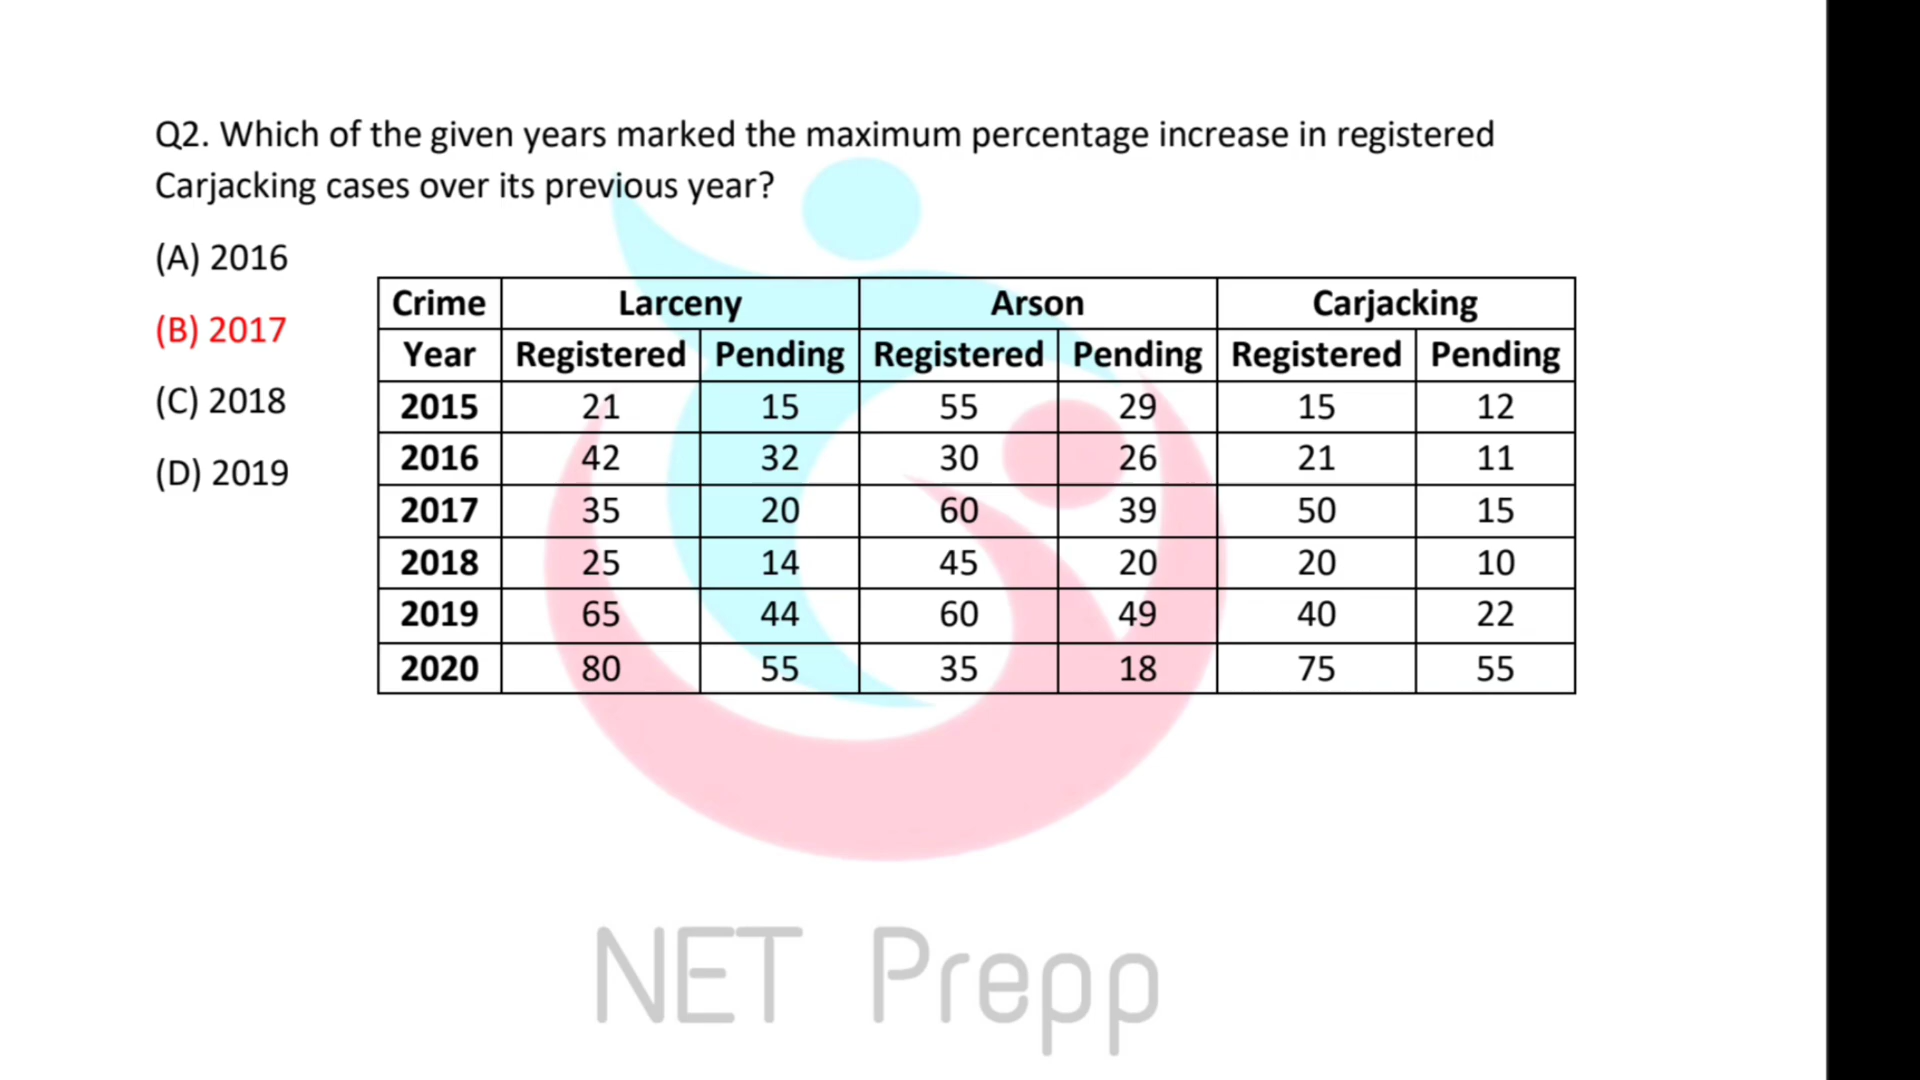 Q2. Which of the given years marked the maximum percentage increase in registered
Carjacking cases over its previous year?
(A) 2016
(B) 2017
(C) 2018
(D) 2019
Crime Larceny Arson Carjacking
Year Registered Pending Registered Pending Registered Pending
2015 21 15 55 29 15 12
2016 42 32 30 26 21 11
2017 35 20 60 39 50 15
2018 25 14 45 20 20 10
2019 65 44 60 49 40 22
2020 80 55 35 18 75 55
NET Prepp